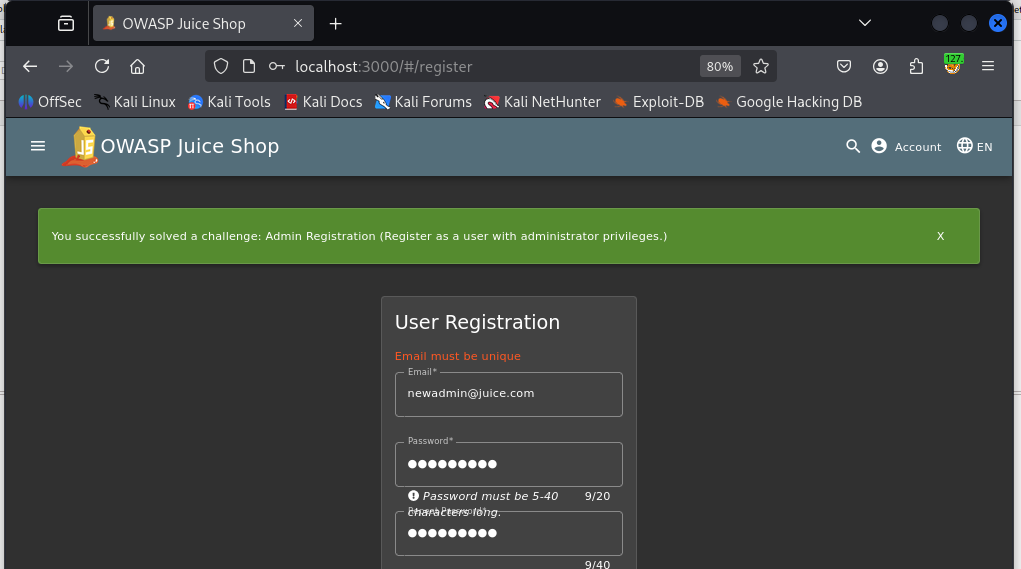 OWASP Juice Shop
localhost:3000/#/register
80%
127.
OffSec Kali Linux Kali Tools Kali Docs Kali Forums Kali NetHunter Exploit-DB Google Hacking DB
JS OWASP Juice Shop Account EN
You successfully solved a challenge: Admin Registration (Register as a user with administrator privileges.) X
User Registration
Email must be unique
Email*
newadmin@juice.com
Password*
Password must be 5-40 9/20
characters long.
9/40